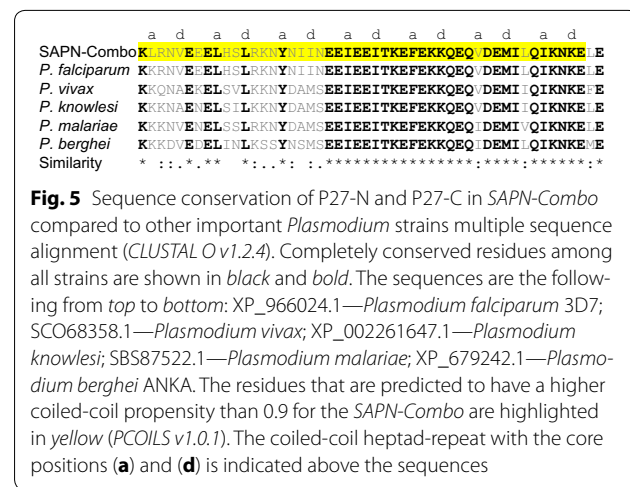 a d a d a d a d a d a d a d
SAPN-Combo KLRNVEEELHSLRKNYNIINEEIEEITKEFEKKQEQVDEMILQIKNKELE
P. falciparum KKRNVEEELHSLRKNYNIINEEIEEITKEFEKKQEQVDEMILQIKNKELE
P. vivax KKQNAEKELSVLKKNYDAMSEEIEEITKEFEKKQEQVDEMIIQIKNKEFE
P. knowlesi KKKNAENELSILKKNYDAMSEEIEEITKEFEKKQEQVDEMIIQIKNKELE
P. malariae KKKNVENELSSLRKNYDAMSEEIEEITKEFEKKQEQIDEMIVQIKNKELE
P. berghei KKKDVEDELINLKSSYNSMSEEIEEITKEFEKKQEQIDEMILQIKNKEME
Similarity * ::.*.**  *:..*: :.****************:****:******:*
Fig. 5 Sequence conservation of P27-N and P27-C in SAPN-Combo
compared to other important Plasmodium strains multiple sequence
alignment (CLUSTAL O v1.2.4). Completely conserved residues among
all strains are shown in black and bold. The sequences are the follow-
ing from top to bottom: XP_966024.1—Plasmodium falciparum 3D7;
SCO68358.1—Plasmodium vivax; XP_002261647.1—Plasmodium
knowlesi; SBS87522.1—Plasmodium malariae; XP_679242.1—Plasmo-
dium berghei ANKA. The residues that are predicted to have a higher
coiled-coil propensity than 0.9 for the SAPN-Combo are highlighted
in yellow (PCOILS v1.0.1). The coiled-coil heptad-repeat with the core
positions (a) and (d) is indicated above the sequences